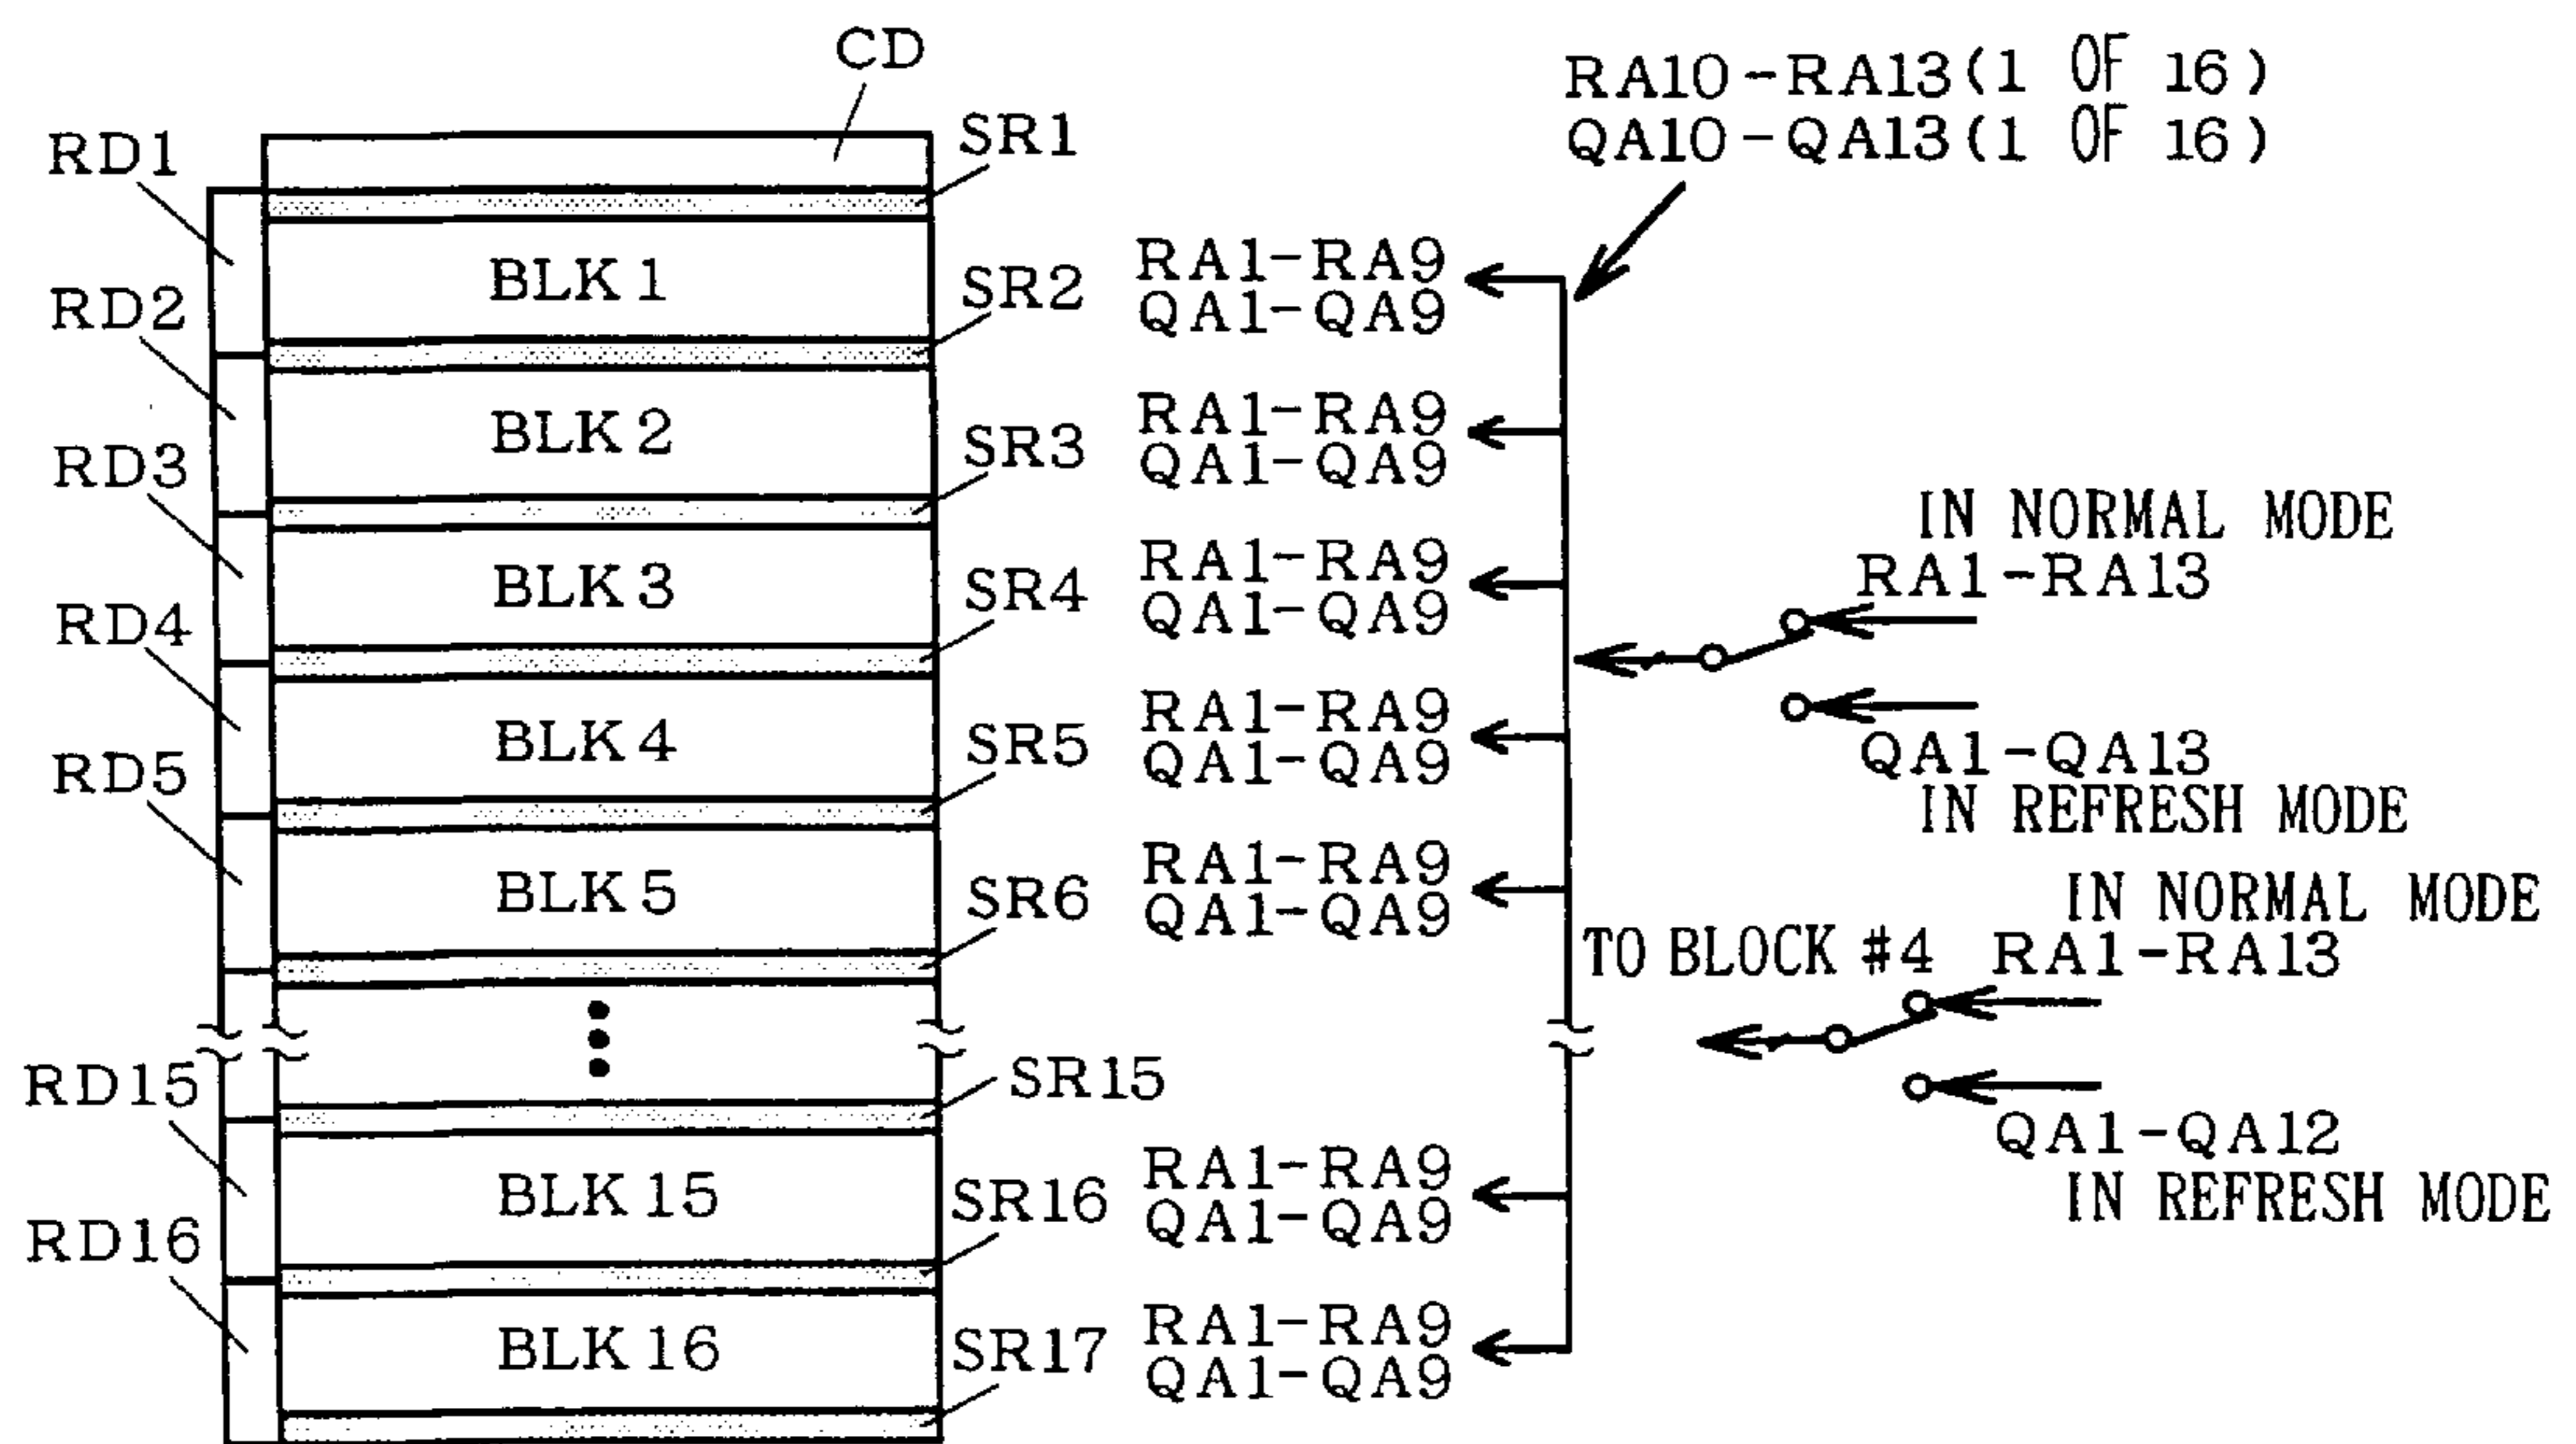 CD
RA10-RA13(1 OF 16)
QA10-QA13(1 OF 16)
RD1
SR1
BLK 1
RA1-RA9
QA1-QA9
RD2
SR2
BLK 2
RA1-RA9
QA1-QA9
RD3
SR3
BLK 3
RA1-RA9
QA1-QA9
RD4
SR4
BLK 4
RA1-RA9
QA1-QA9
RD5
SR5
BLK 5
RA1-RA9
QA1-QA9
SR6
IN NORMAL MODE
RA1-RA13
QA1-QA13
IN REFRESH MODE
IN NORMAL MODE
TO BLOCK #4 RA1-RA13
QA1-QA12
IN REFRESH MODE
RD15
SR15
BLK 15
RA1-RA9
QA1-QA9
RD16
SR16
BLK 16
RA1-RA9
QA1-QA9
SR17